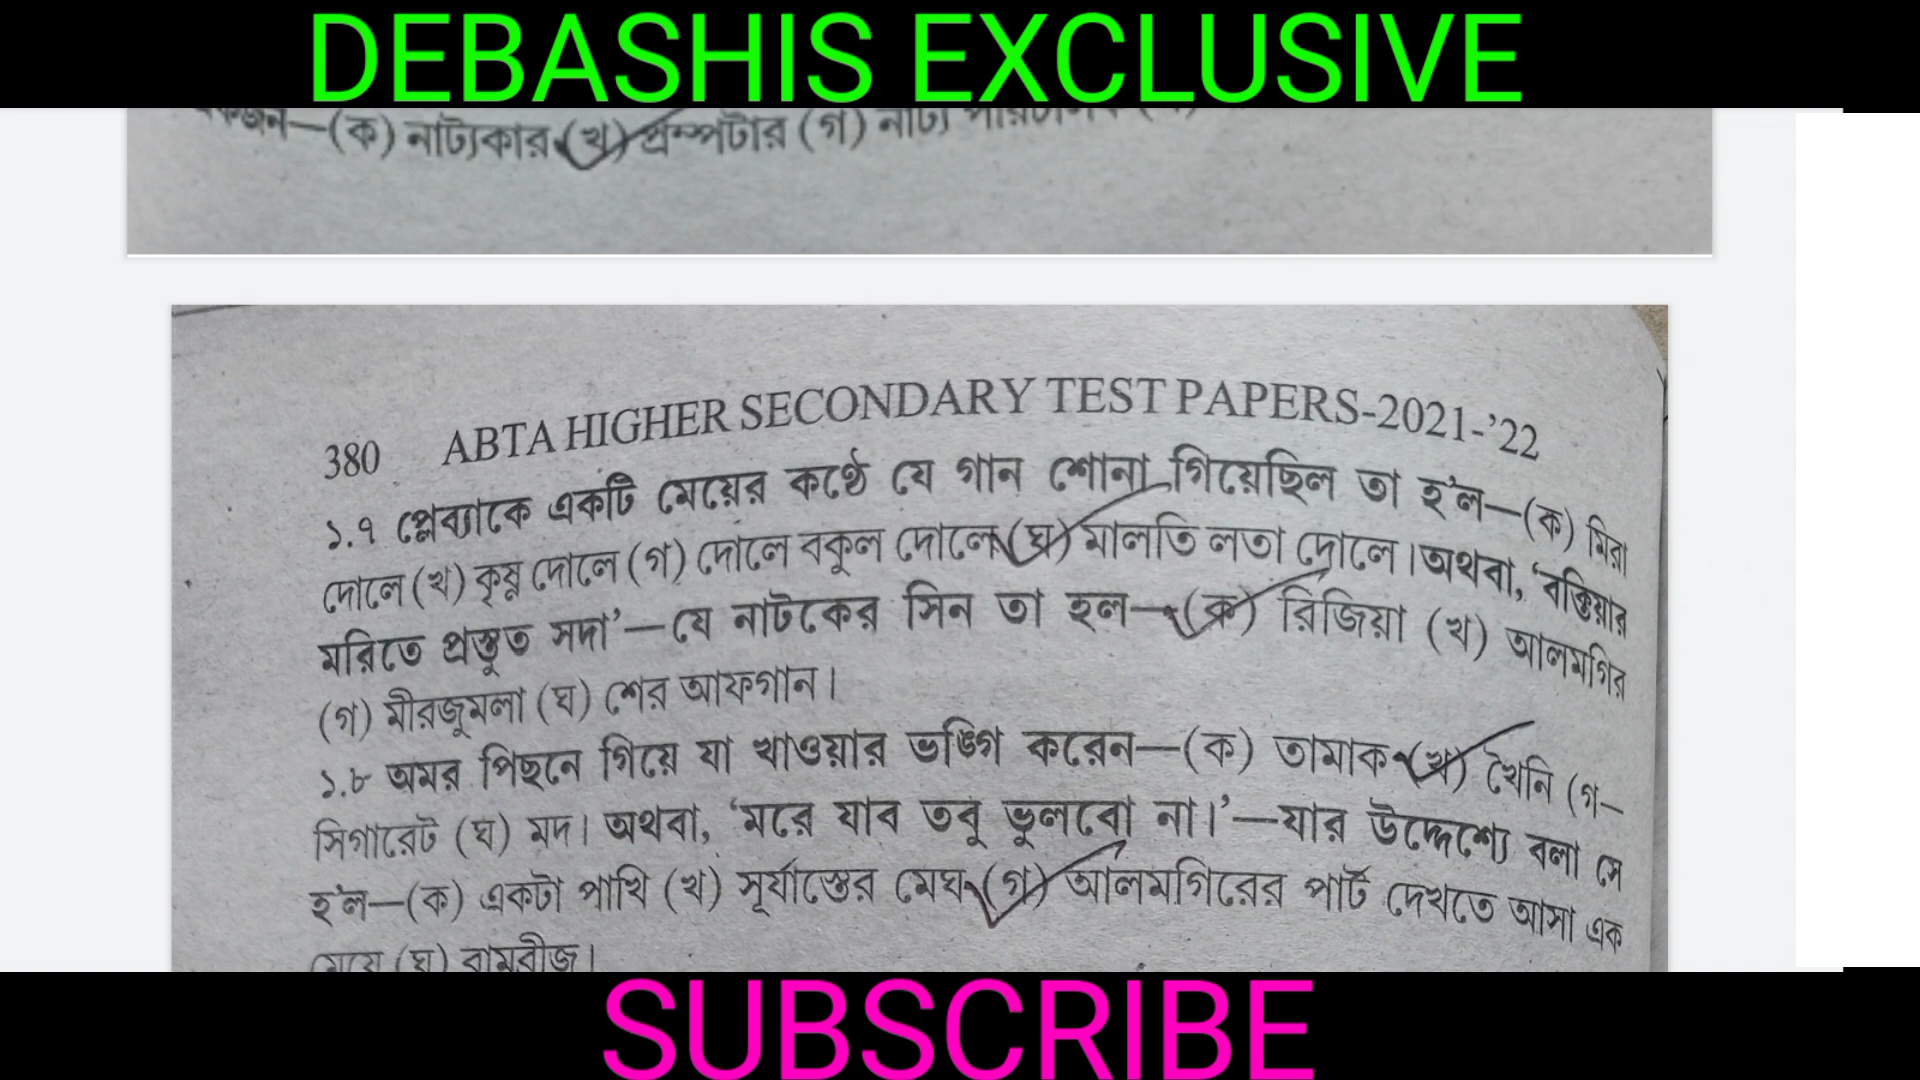 DEBASHIS EXCLUSIVE
(ক) নাট্যকার (খ) প্রম্পটার (গ) নাট্য
380 ABTA HIGHER SECONDARY TEST PAPERS-2021-’22
১.৭ প্লেব্যাকে একটি মেয়ের কণ্ঠে যে গান শোনা গিয়েছিল তা হ’ল—(ক) মিরা
দোলে (খ) কৃষ্ণ দোলে (গ) দোলে বকুল দোলে (ঘ) মালতি লতা দোলে। অথবা, ‘বক্তিয়ার
মরিতে প্রস্তুত সদা’—যে নাটকের সিন তা হল—(ক) রিজিয়া (খ) আলমগির
(গ) মীরজুমলা (ঘ) শের আফগান।
১.৮ অমর পিছনে গিয়ে যা খাওয়ার ভঙ্গি করেন—(ক) তামাক (খ) খৈনি (গ—
সিগারেট (ঘ) মদ। অথবা, ‘মরে যাব তবু ভুলবো না।’—যার উদ্দেশ্যে বলা সে
হ’ল—(ক) একটা পাখি (খ) সূর্যাস্তের মেঘ (গ) আলমগিরের পার্ট দেখতে আসা এক
মেয়ে (ঘ) রামব্রীজ।
SUBSCRIBE